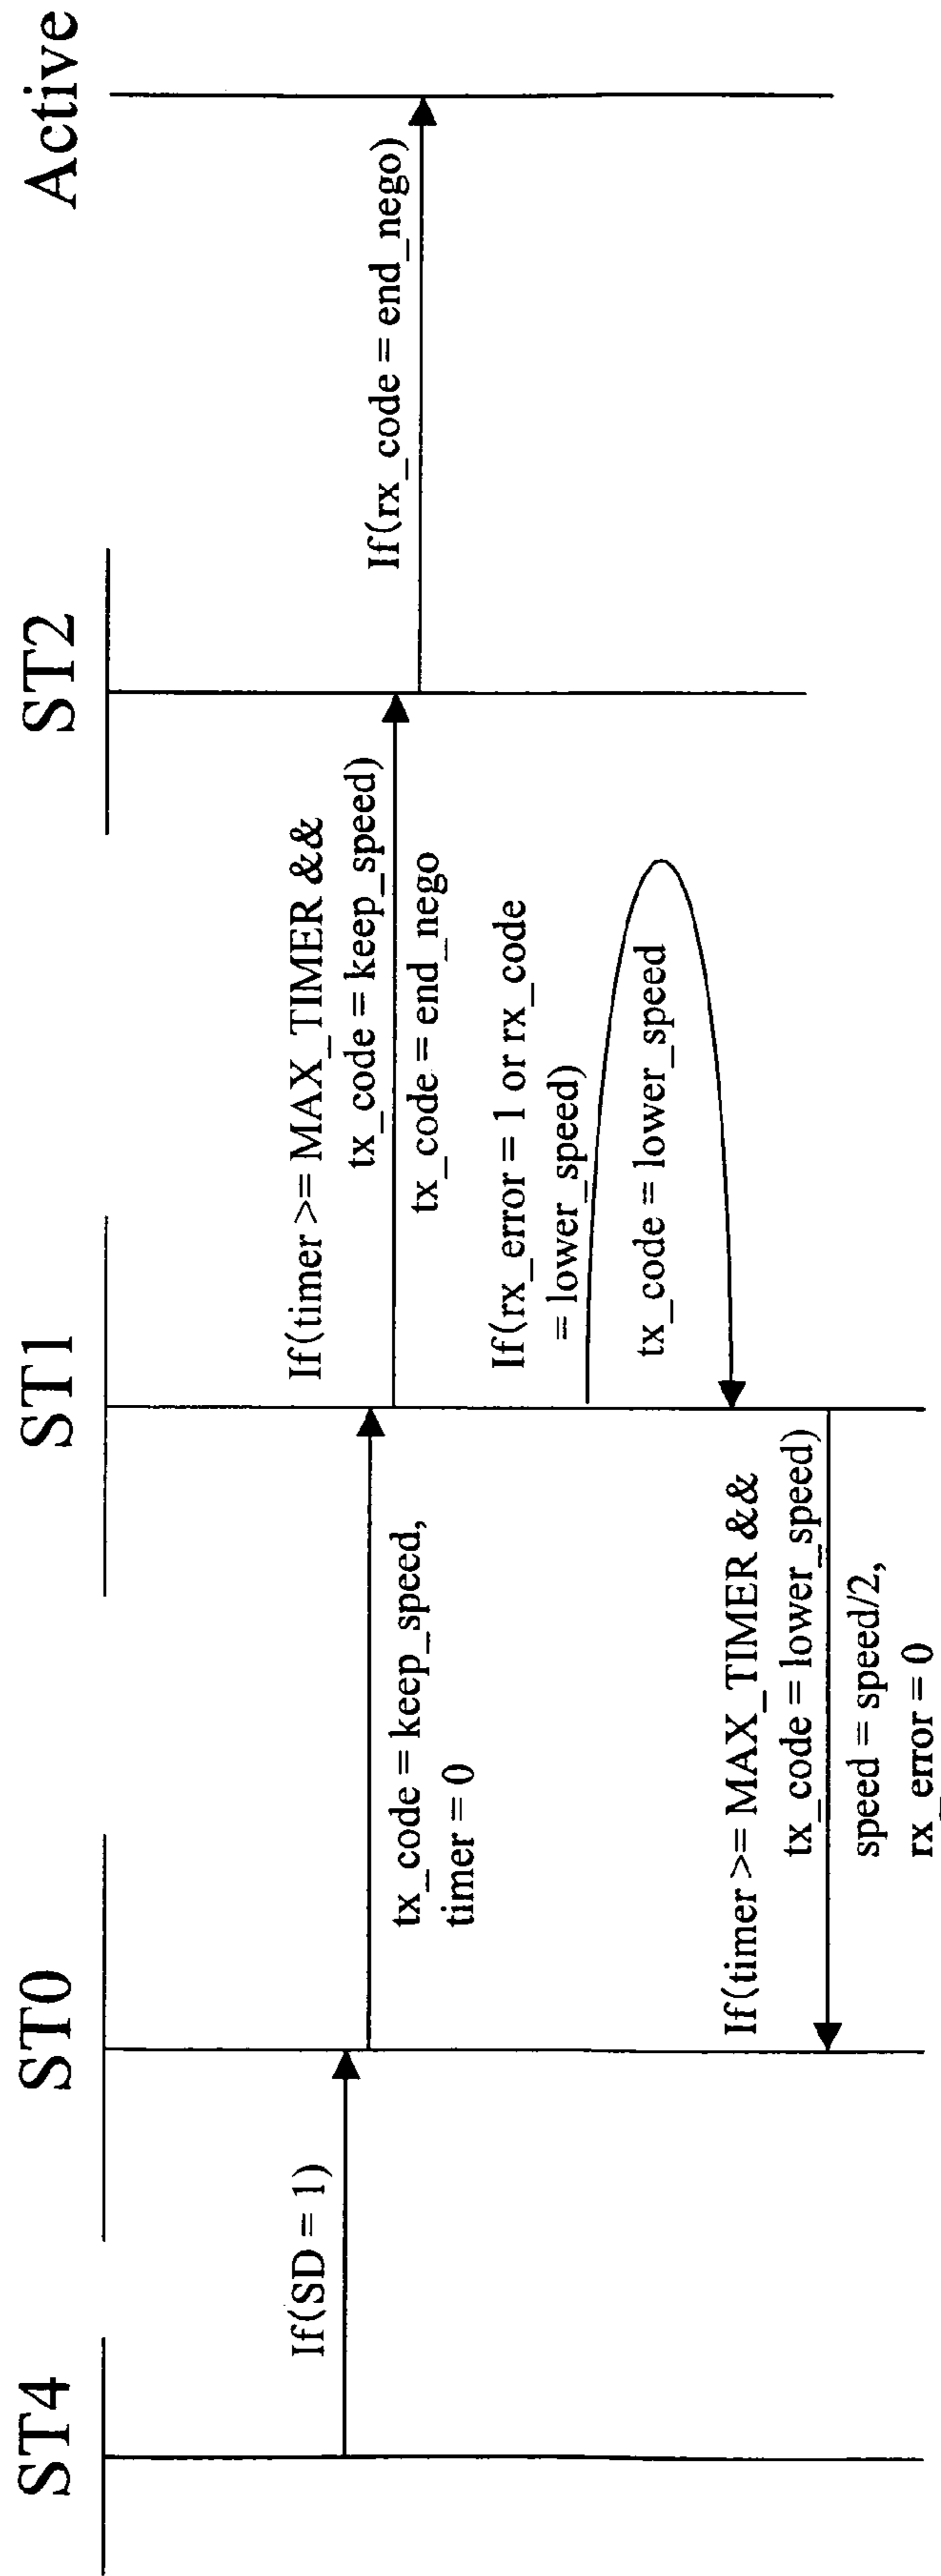 ST4
ST0
ST1
ST2
Active
If(SD = 1)
tx_code = keep_speed,
timer = 0
If(timer >= MAX_TIMER &&
tx_code = keep_speed)
tx_code = end_nego
If(rx_code = end_nego)
If(rx_error = 1 or rx_code
= lower_speed)
tx_code = lower_speed
If(timer >= MAX_TIMER &&
tx_code = lower_speed)
speed = speed/2,
rx_error = 0